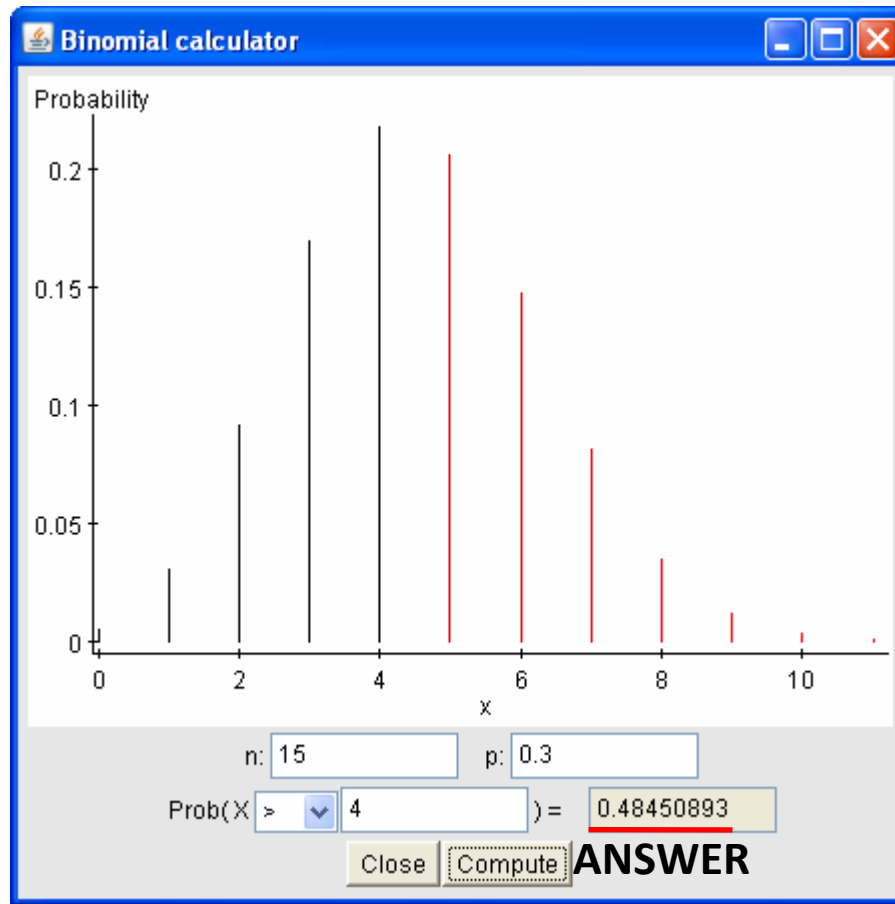 Binomial calculator
Probability
0.2
0.15
0.1
0.05
0
0 2 4 6 8 10
x
n: 15 p: 0.3
Prob(X > 4 ) = 0.48450893
Close Compute ANSWER